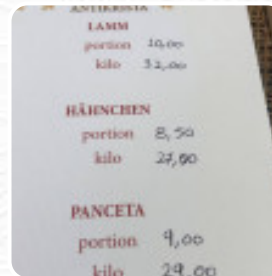 ANTIKRISTA
LAMM
portion 10,00
kilo 32,00
HÄHNCHEN
portion 8,50
kilo 27,00
PANCETA
portion 9,00
kilo 29,00